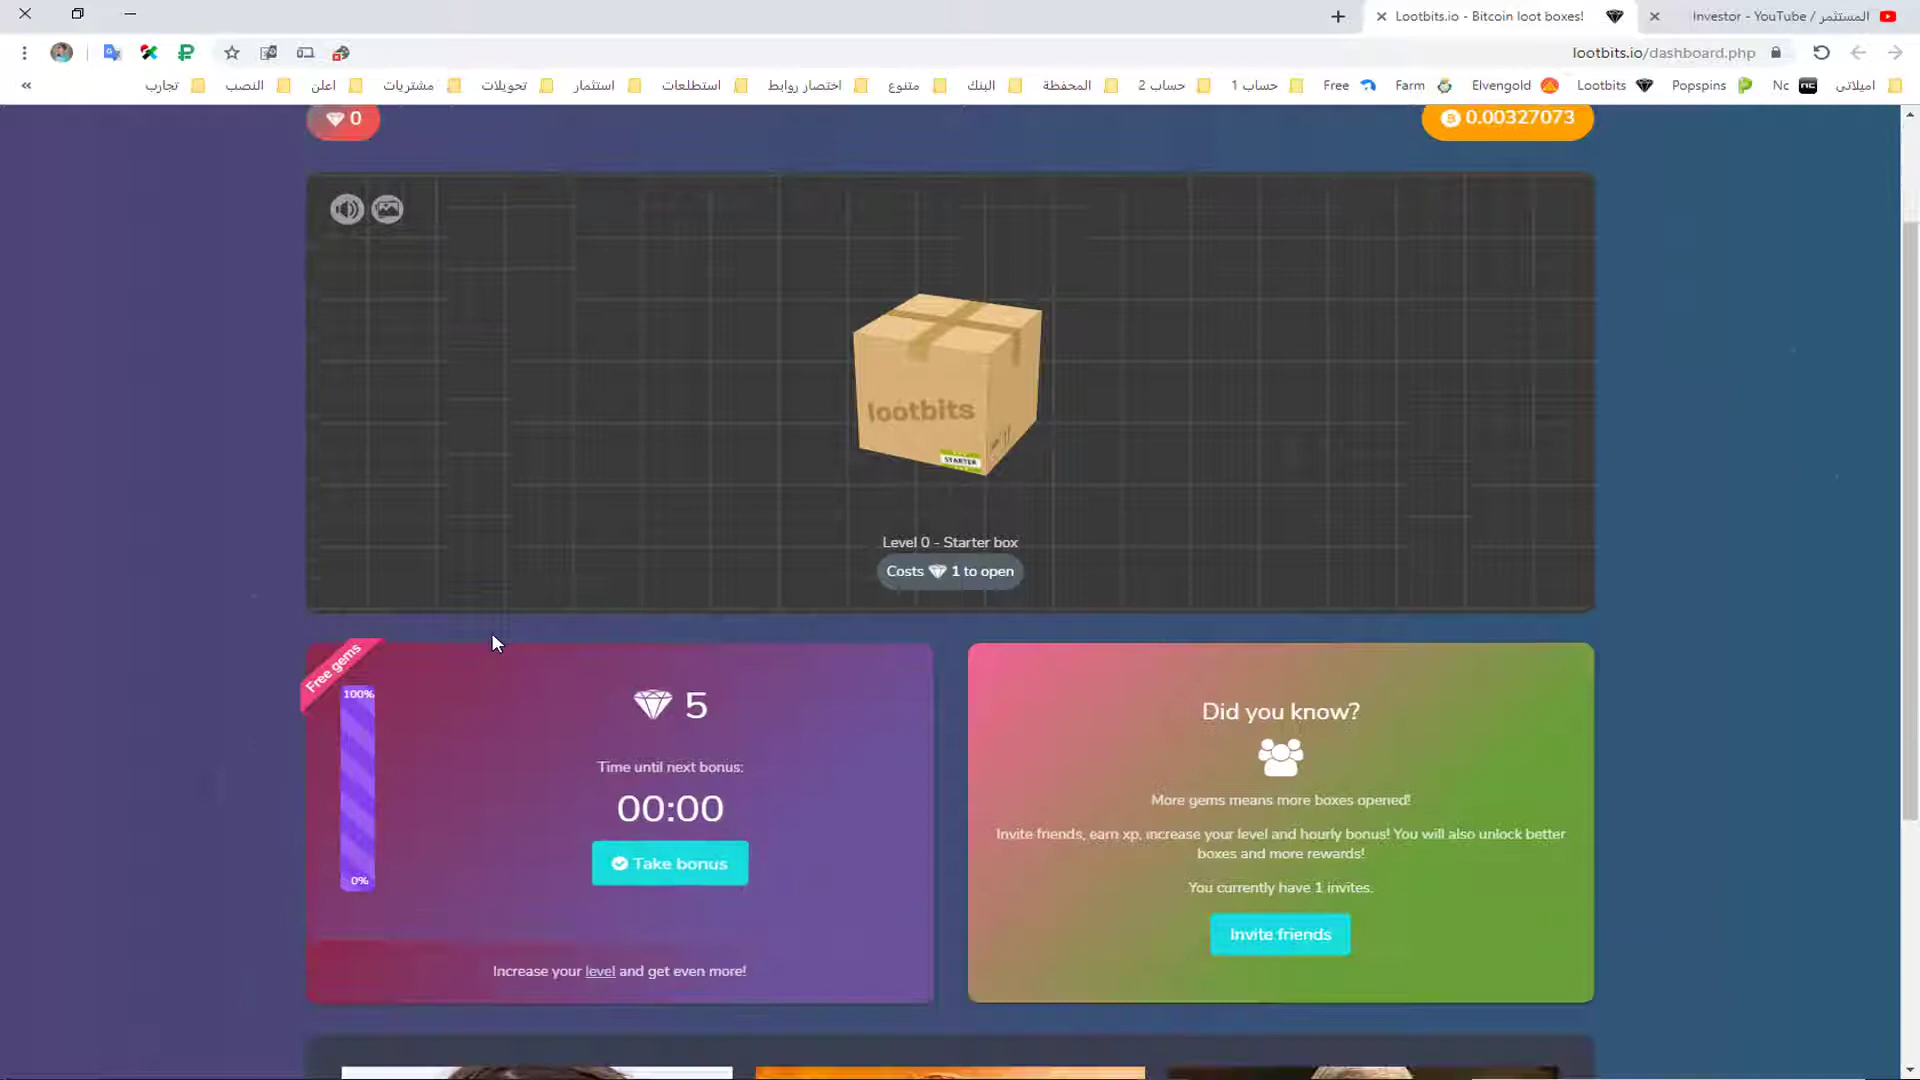 Lootbits.io - Bitcoin loot boxes!
Investor - YouTube / المستثمر
lootbits.io/dashboard.php
« تجارب النصب اعلن مشتريات تحويلات استثمار استطلعات اختصار روابط متنوع البنك المحفظة حساب 2 حساب 1 Free Farm Elvengold Lootbits Popspins Nc اميلاتى
0
0.00327073
lootbits
STARTER
Level 0 - Starter box
Costs 1 to open
Free gems
100%
0%
5
Time until next bonus:
00:00
Take bonus
Increase your level and get even more!
Did you know?
More gems means more boxes opened!
Invite friends, earn xp, increase your level and hourly bonus! You will also unlock better
boxes and more rewards!
You currently have 1 invites.
Invite friends